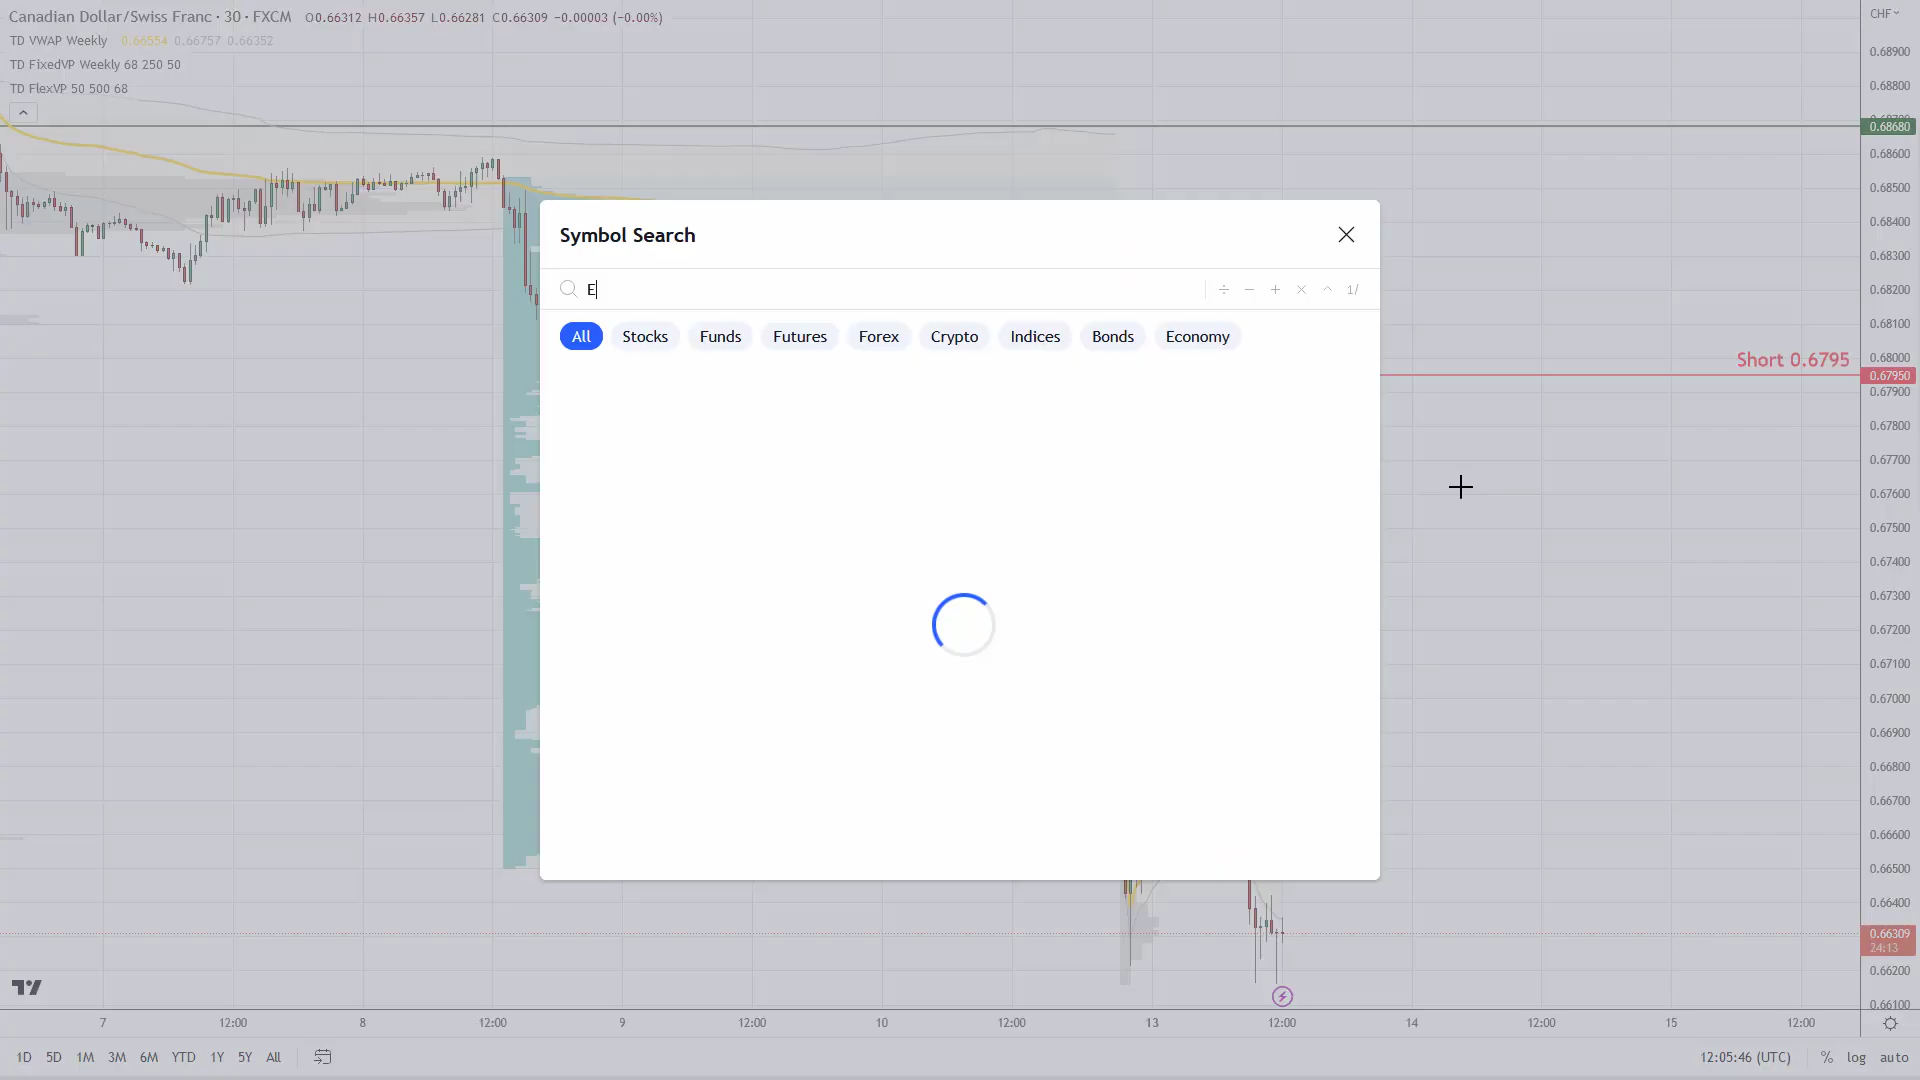 Canadian Dollar/Swiss Franc · 30 · FXCM O0.66312 H0.66357 L0.66281 C0.66309 −0.00003 (−0.00%)
CHF
TD VWAP Weekly 0.66554 0.66757 0.66352
TD FixedVP Weekly 68 250 50
TD FlexVP 50 500 68
Symbol Search
E
÷ − + × ^ 1/
All Stocks Funds Futures Forex Crypto Indices Bonds Economy
Short 0.6795
0.68900
0.68800
0.68680
0.68600
0.68500
0.68400
0.68300
0.68200
0.68100
0.68000
0.67950
0.67900
0.67800
0.67700
0.67600
0.67500
0.67400
0.67300
0.67200
0.67100
0.67000
0.66900
0.66800
0.66700
0.66600
0.66500
0.66400
0.66309
24:13
0.66200
0.66100
7 12:00 8 12:00 9 12:00 10 12:00 13 12:00 14 12:00 15 12:00
1D 5D 1M 3M 6M YTD 1Y 5Y All
12:05:46 (UTC) % log auto